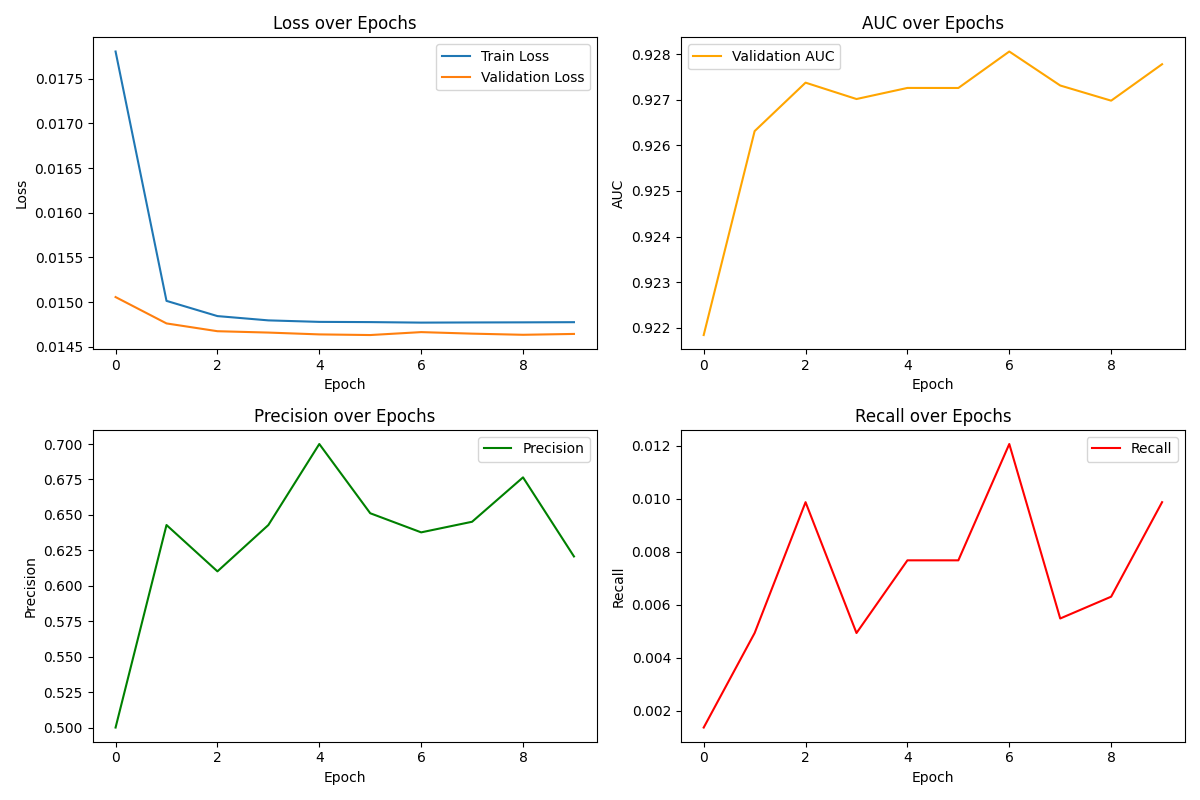 Loss over Epochs
Train Loss
Validation Loss
0.0175
0.0170
0.0165
0.0160
0.0155
0.0150
0.0145
Loss
0 2 4 6 8
Epoch
AUC over Epochs
Validation AUC
0.928
0.927
0.926
0.925
0.924
0.923
0.922
AUC
0 2 4 6 8
Epoch
Precision over Epochs
Precision
0.700
0.675
0.650
0.625
0.600
0.575
0.550
0.525
0.500
Precision
0 2 4 6 8
Epoch
Recall over Epochs
Recall
0.012
0.010
0.008
0.006
0.004
0.002
Recall
0 2 4 6 8
Epoch